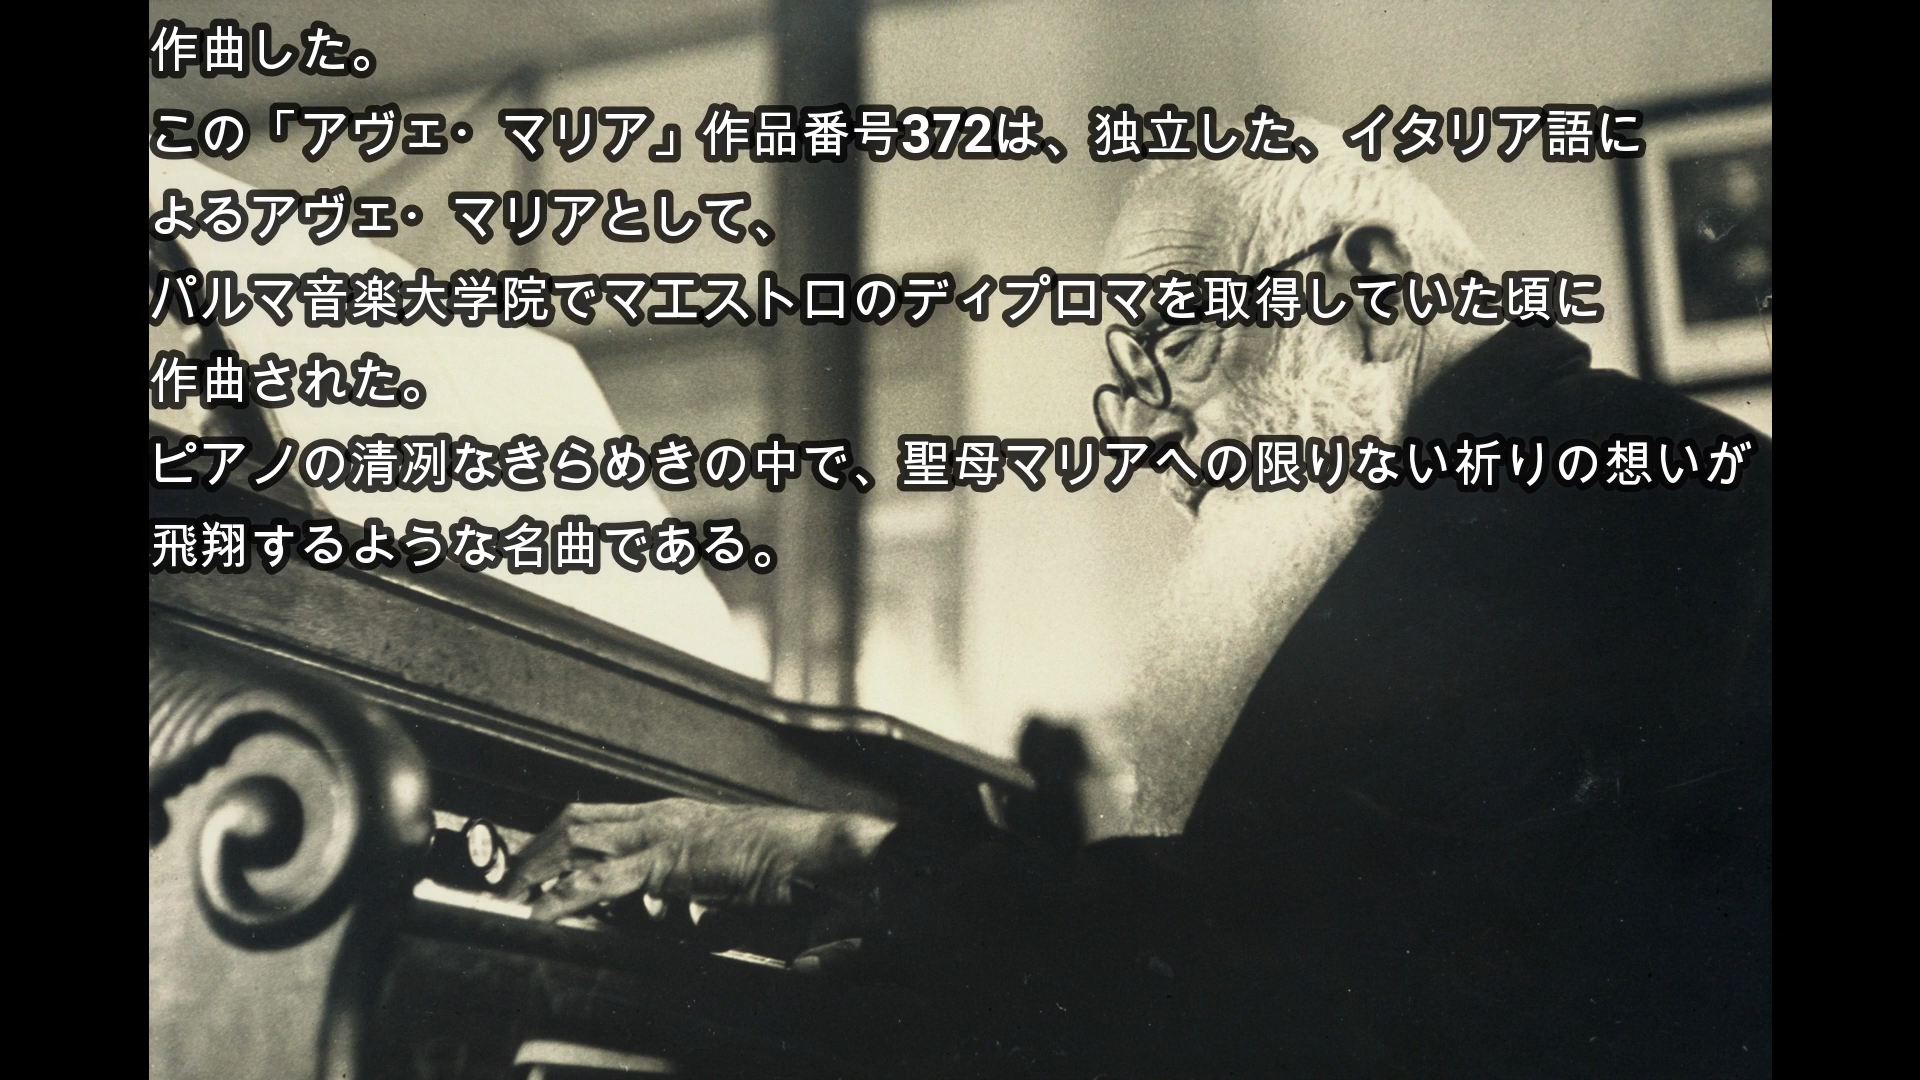 作曲した。
この「アヴェ・マリア」作品番号372は、独立した、イタリア語に
よるアヴェ・マリアとして、
パルマ音楽大学院でマエストロのディプロマを取得していた頃に
作曲された。
ピアノの清冽なきらめきの中で、聖母マリアへの限りない祈りの想いが
飛翔するような名曲である。